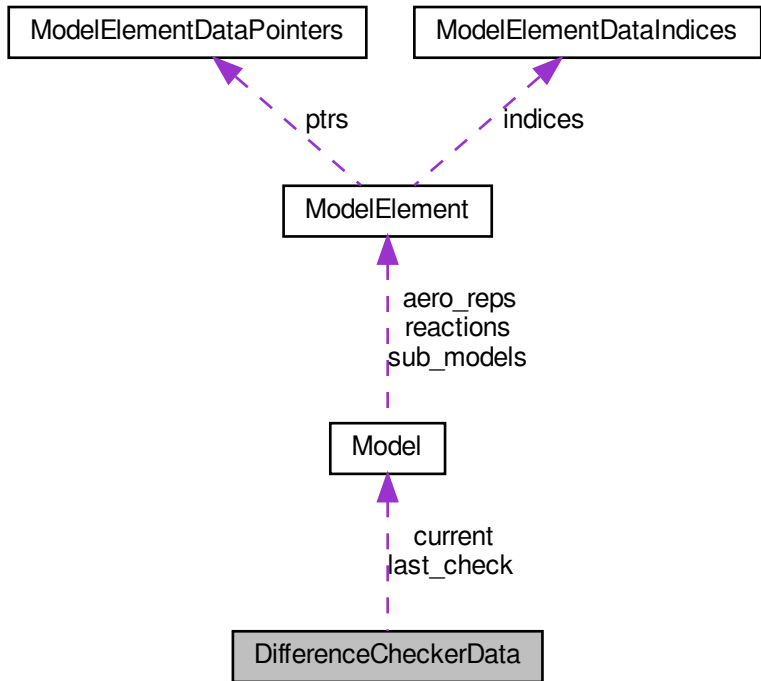 ModelElementDataPointers
ModelElementDataIndices
ptrs
indices
ModelElement
aero_reps
reactions
sub_models
Model
current
last_check
DifferenceCheckerData